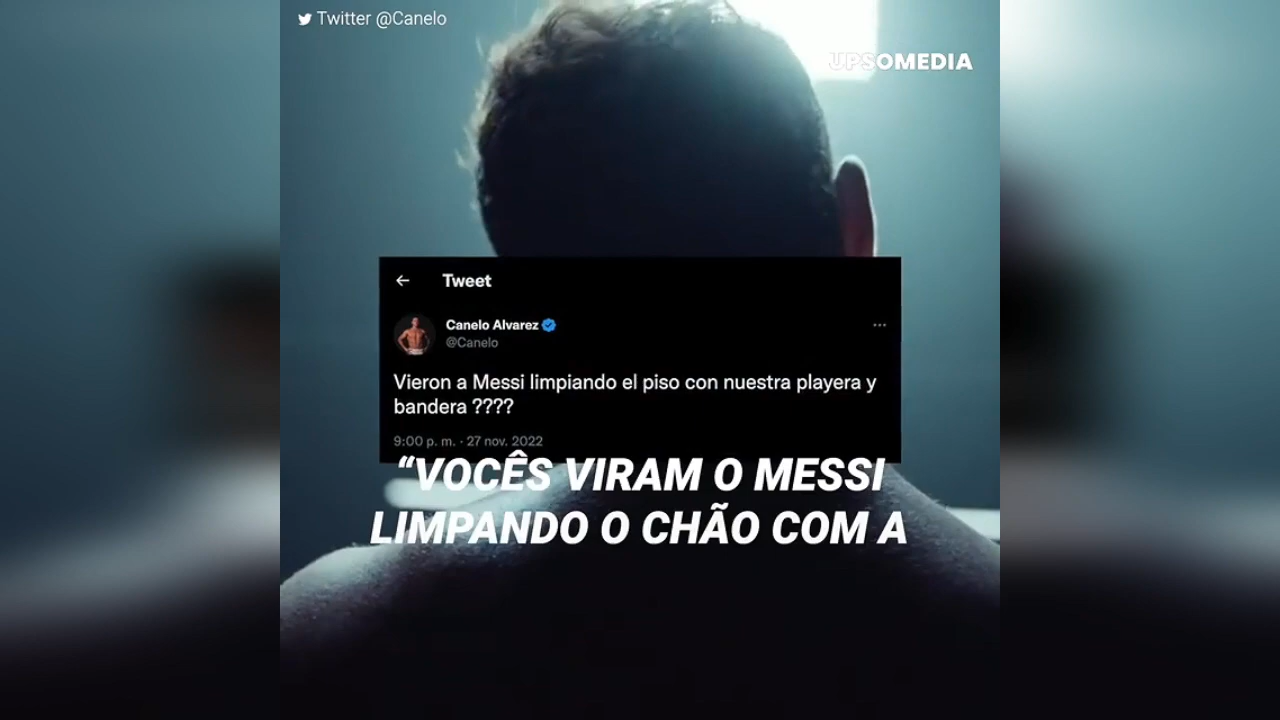 Twitter @Canelo
UPSOMEDIA
Tweet
Canelo Alvarez
@Canelo
Vieron a Messi limpiando el piso con nuestra playera y
bandera ????
9:00 p. m. · 27 nov. 2022
“VOCÊS VIRAM O MESSI
LIMPANDO O CHÃO COM A